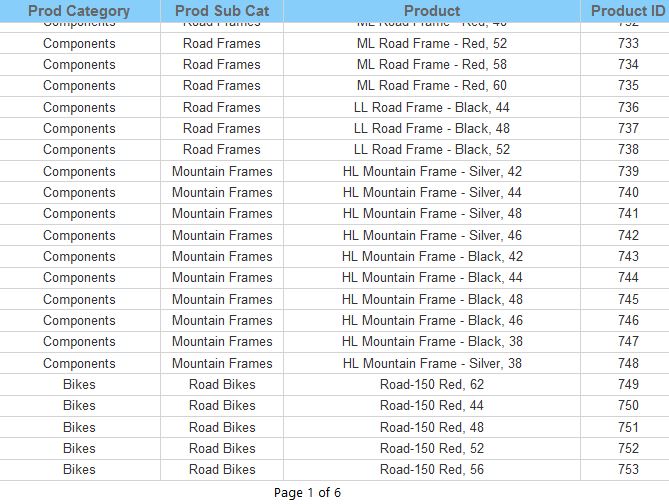 Prod Category Prod Sub Cat Product Product ID
Components Road Frames ML Road Frame - Red, 52 733
Components Road Frames ML Road Frame - Red, 58 734
Components Road Frames ML Road Frame - Red, 60 735
Components Road Frames LL Road Frame - Black, 44 736
Components Road Frames LL Road Frame - Black, 48 737
Components Road Frames LL Road Frame - Black, 52 738
Components Mountain Frames HL Mountain Frame - Silver, 42 739
Components Mountain Frames HL Mountain Frame - Silver, 44 740
Components Mountain Frames HL Mountain Frame - Silver, 48 741
Components Mountain Frames HL Mountain Frame - Silver, 46 742
Components Mountain Frames HL Mountain Frame - Black, 42 743
Components Mountain Frames HL Mountain Frame - Black, 44 744
Components Mountain Frames HL Mountain Frame - Black, 48 745
Components Mountain Frames HL Mountain Frame - Black, 46 746
Components Mountain Frames HL Mountain Frame - Black, 38 747
Components Mountain Frames HL Mountain Frame - Silver, 38 748
Bikes Road Bikes Road-150 Red, 62 749
Bikes Road Bikes Road-150 Red, 44 750
Bikes Road Bikes Road-150 Red, 48 751
Bikes Road Bikes Road-150 Red, 52 752
Bikes Road Bikes Road-150 Red, 56 753
Page 1 of 6